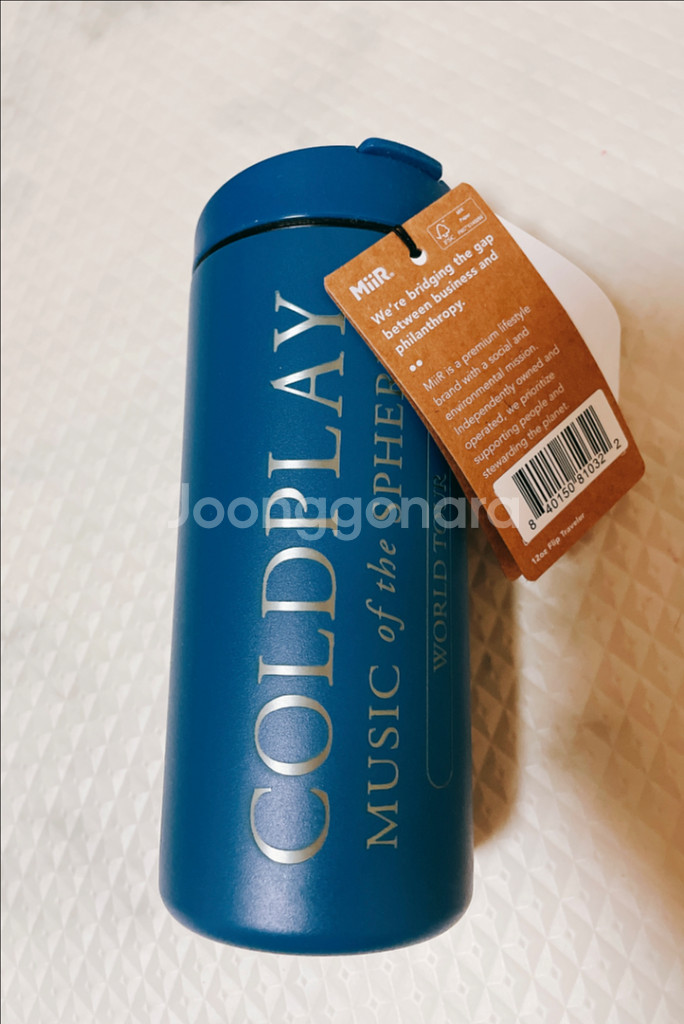 COLDPLAY
MUSIC of the SPHER
WORLD TOUR
MiiR.
We're bridging the gap
between business and
philanthropy.
MiiR is a premium lifestyle
brand with a social and
environmental mission.
Independently owned and
operated, we prioritize
supporting people and
stewarding the planet.
8 40150 81032 2
12oz Flip Traveler
FSC
Joonggonara